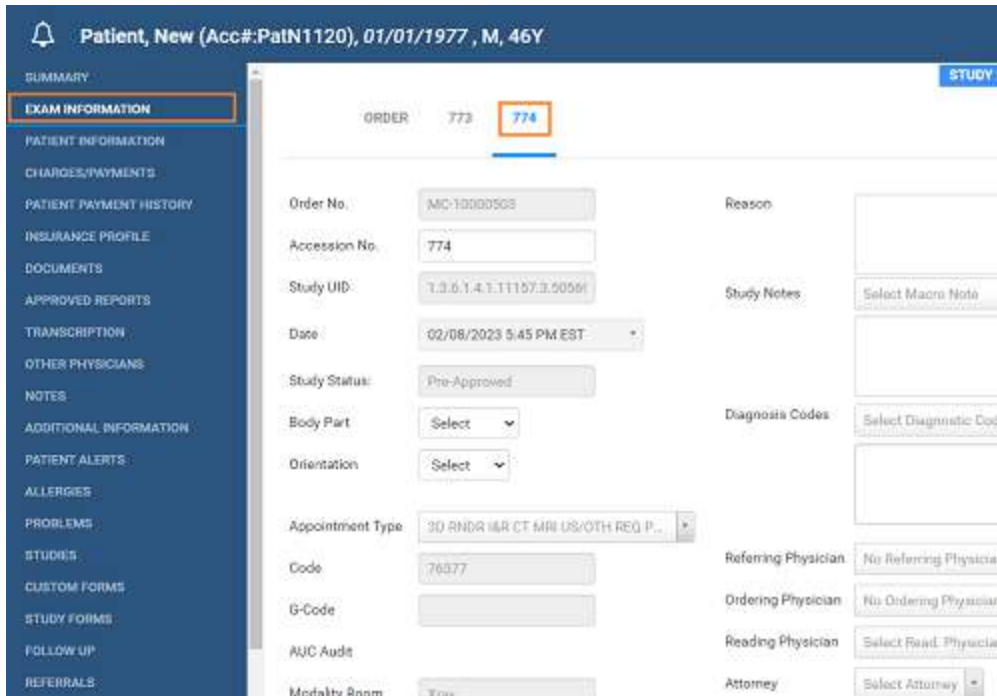 Patient, New (Acc#:PatN1120), 01/01/1977 , M, 46Y
SUMMARY
EXAM INFORMATION
PATIENT INFORMATION
CHARGES/PAYMENTS
PATIENT PAYMENT HISTORY
INSURANCE PROFILE
DOCUMENTS
APPROVED REPORTS
TRANSCRIPTION
OTHER PHYSICIANS
NOTES
ADDITIONAL INFORMATION
PATIENT ALERTS
ALLERGIES
PROBLEMS
STUDIES
CUSTOM FORMS
STUDY FORMS
FOLLOW UP
REFERRALS
STUDY
ORDER 773 774
Order No. MC-10000503
Accession No. 774
Study UID 1.3.6.1.4.1.11157.3.5056
Date 02/08/2023 5:45 PM EST
Study Status: Pre-Approved
Body Part Select
Orientation Select
Appointment Type 3D RNDR I&R CT MRI US/OTH REQ P...
Code 76377
G-Code
AUC Audit
Modality Room
Reason
Study Notes Select Macro Note
Diagnosis Codes Select Diagnostic Cod
Referring Physician No Referring Physicia
Ordering Physician No Ordering Physician
Reading Physician Select Read. Physicia
Attorney Select Attorney